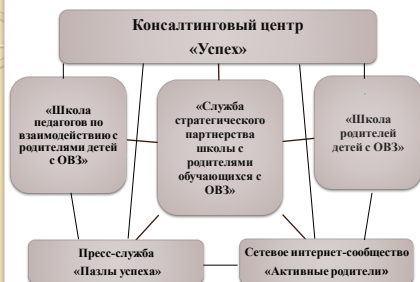 Консалтинговый центр
«Успех»
«Школа
педагогов по
взаимодействию с
родителями детей
с ОВЗ»
«Служба
стратегического
партнерства
школы с
родителями
обучающихся с
ОВЗ»
«Школа
родителей
детей с ОВЗ»
Пресс-служба
«Пазлы успеха»
Сетевое интернет-сообщество
«Активные родители»